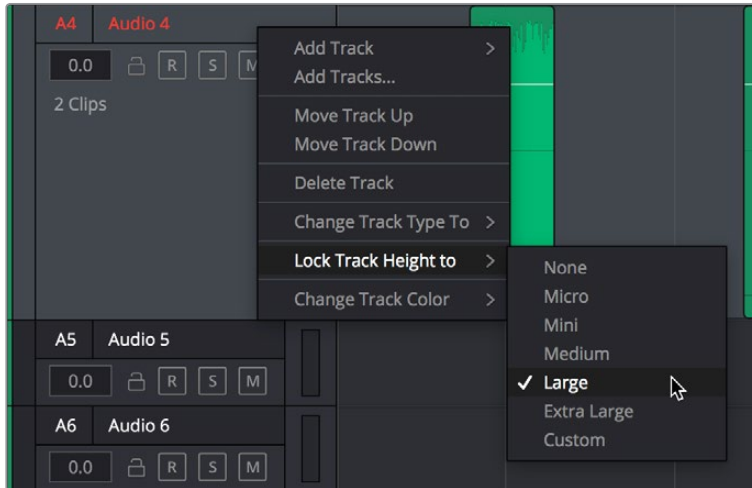 A4 Audio 4
0.0 R S M
2 Clips
Add Track >
Add Tracks...
Move Track Up
Move Track Down
Delete Track
Change Track Type To >
Lock Track Height to >
Change Track Color >
None
Micro
Mini
Medium
✓ Large
Extra Large
Custom
A5 Audio 5
0.0 R S M
A6 Audio 6
0.0 R S M